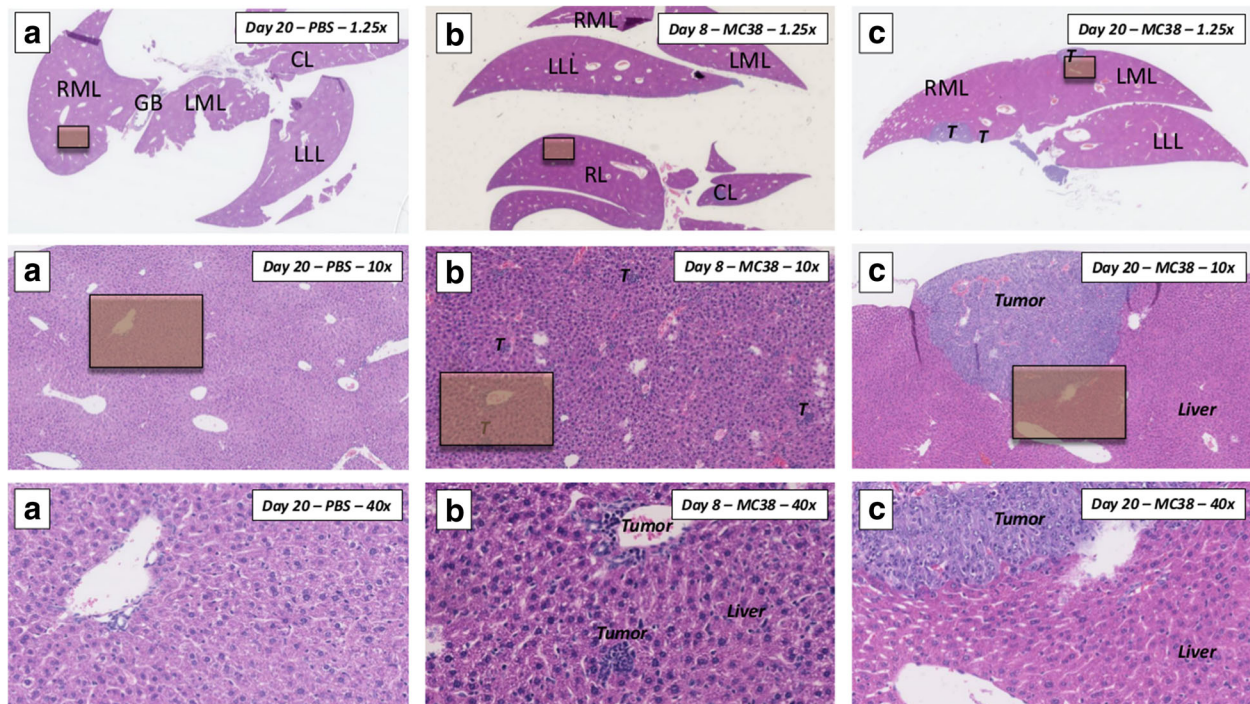 a
Day 20 – PBS – 1.25x
CL
RML
GB
LML
LLL
b
Day 8 – MC38 – 1.25x
RML
LLL
LML
RL
CL
c
Day 20 – MC38 – 1.25x
T
RML
LML
T
T
LLL
a
Day 20 – PBS – 10x
b
Day 8 – MC38 – 10x
T
T
T
T
c
Day 20 – MC38 – 10x
Tumor
Liver
a
Day 20 – PBS – 40x
b
Day 8 – MC38 – 40x
Tumor
Liver
Tumor
c
Day 20 – MC38 – 40x
Tumor
Liver